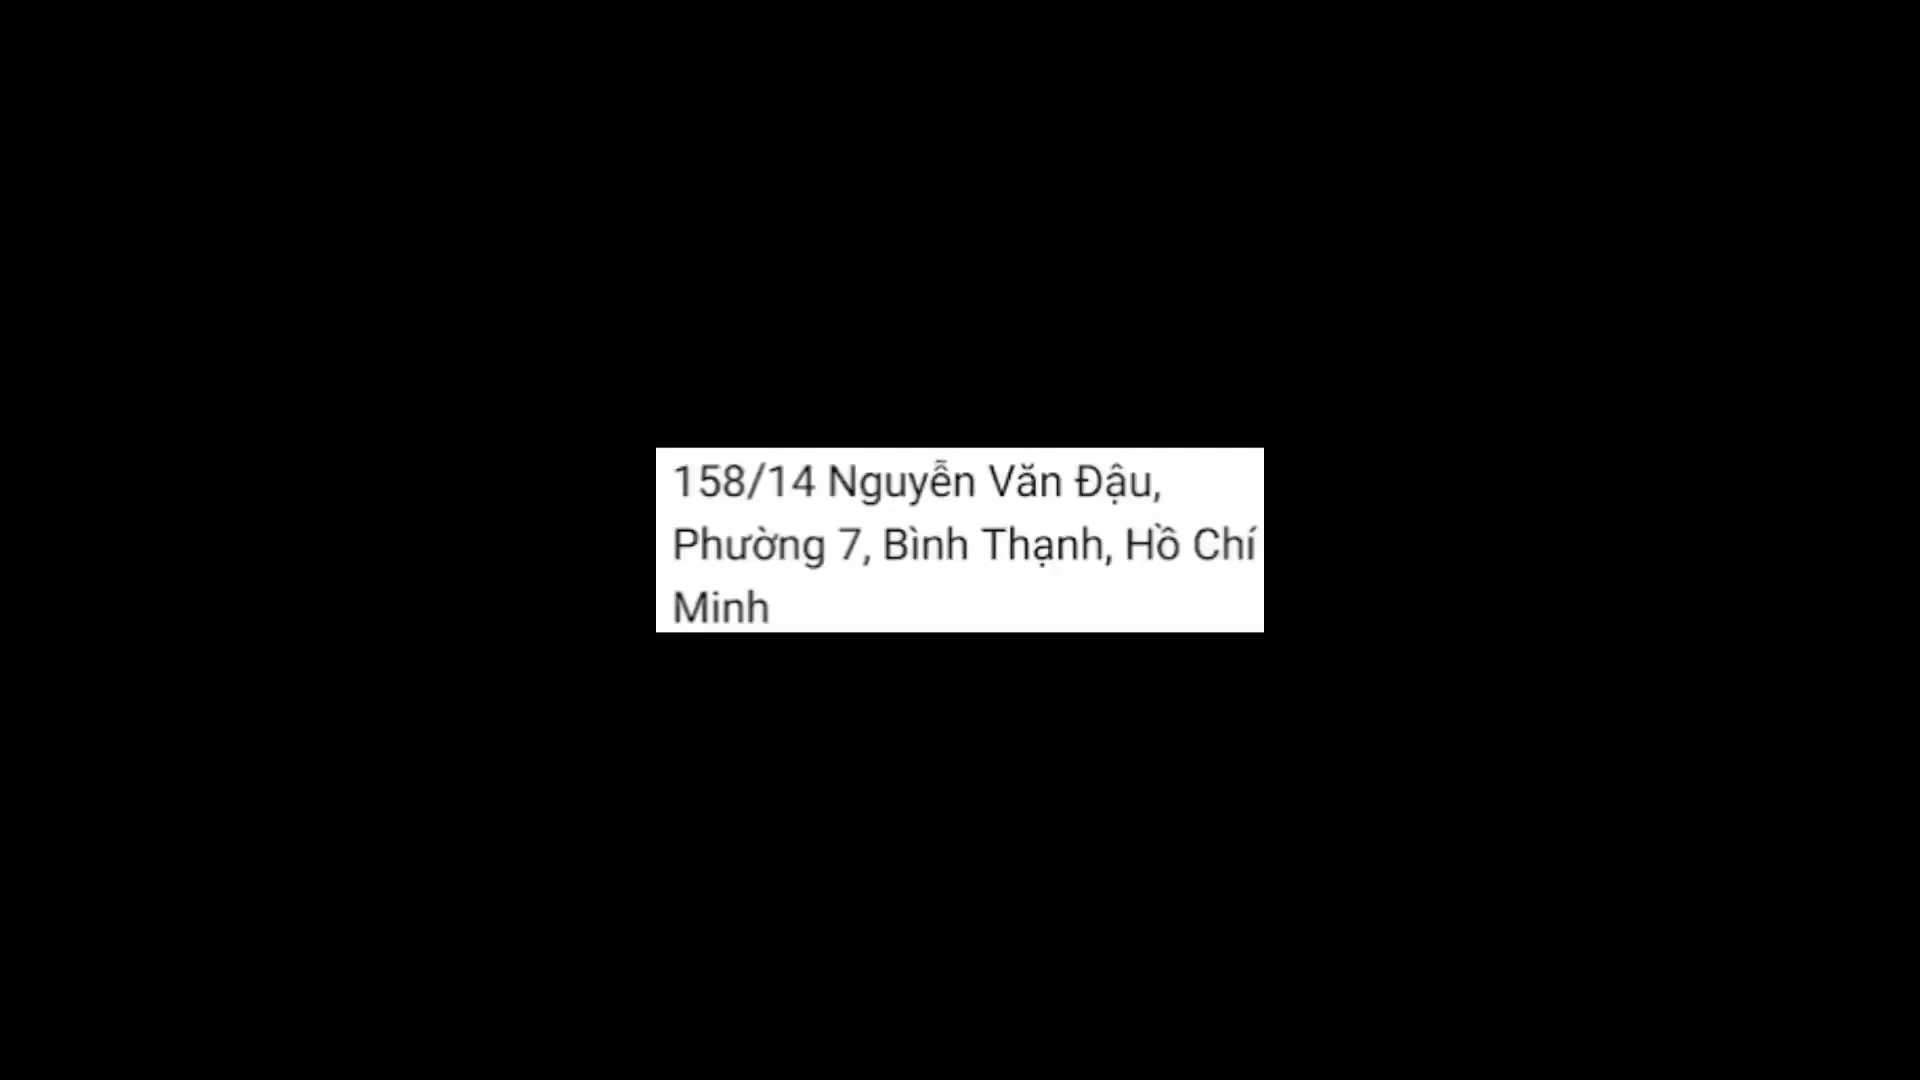 158/14 Nguyễn Văn Đậu,
Phường 7, Bình Thạnh, Hồ Chí
Minh